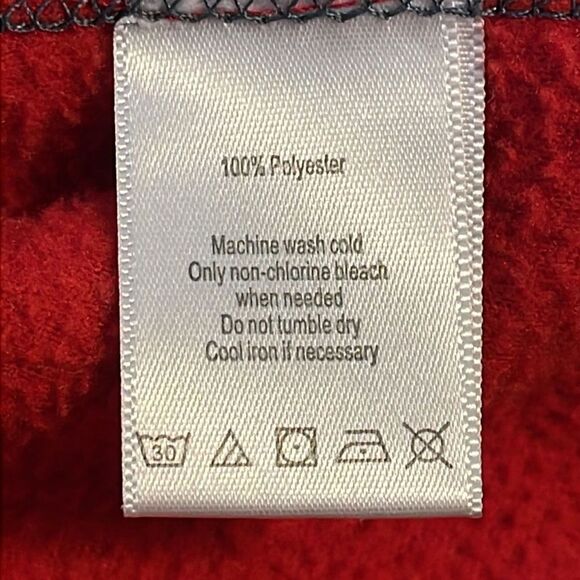 100% Polyester
Machine wash cold
Only non-chlorine bleach
when needed
Do not tumble dry
Cool iron if necessary
30